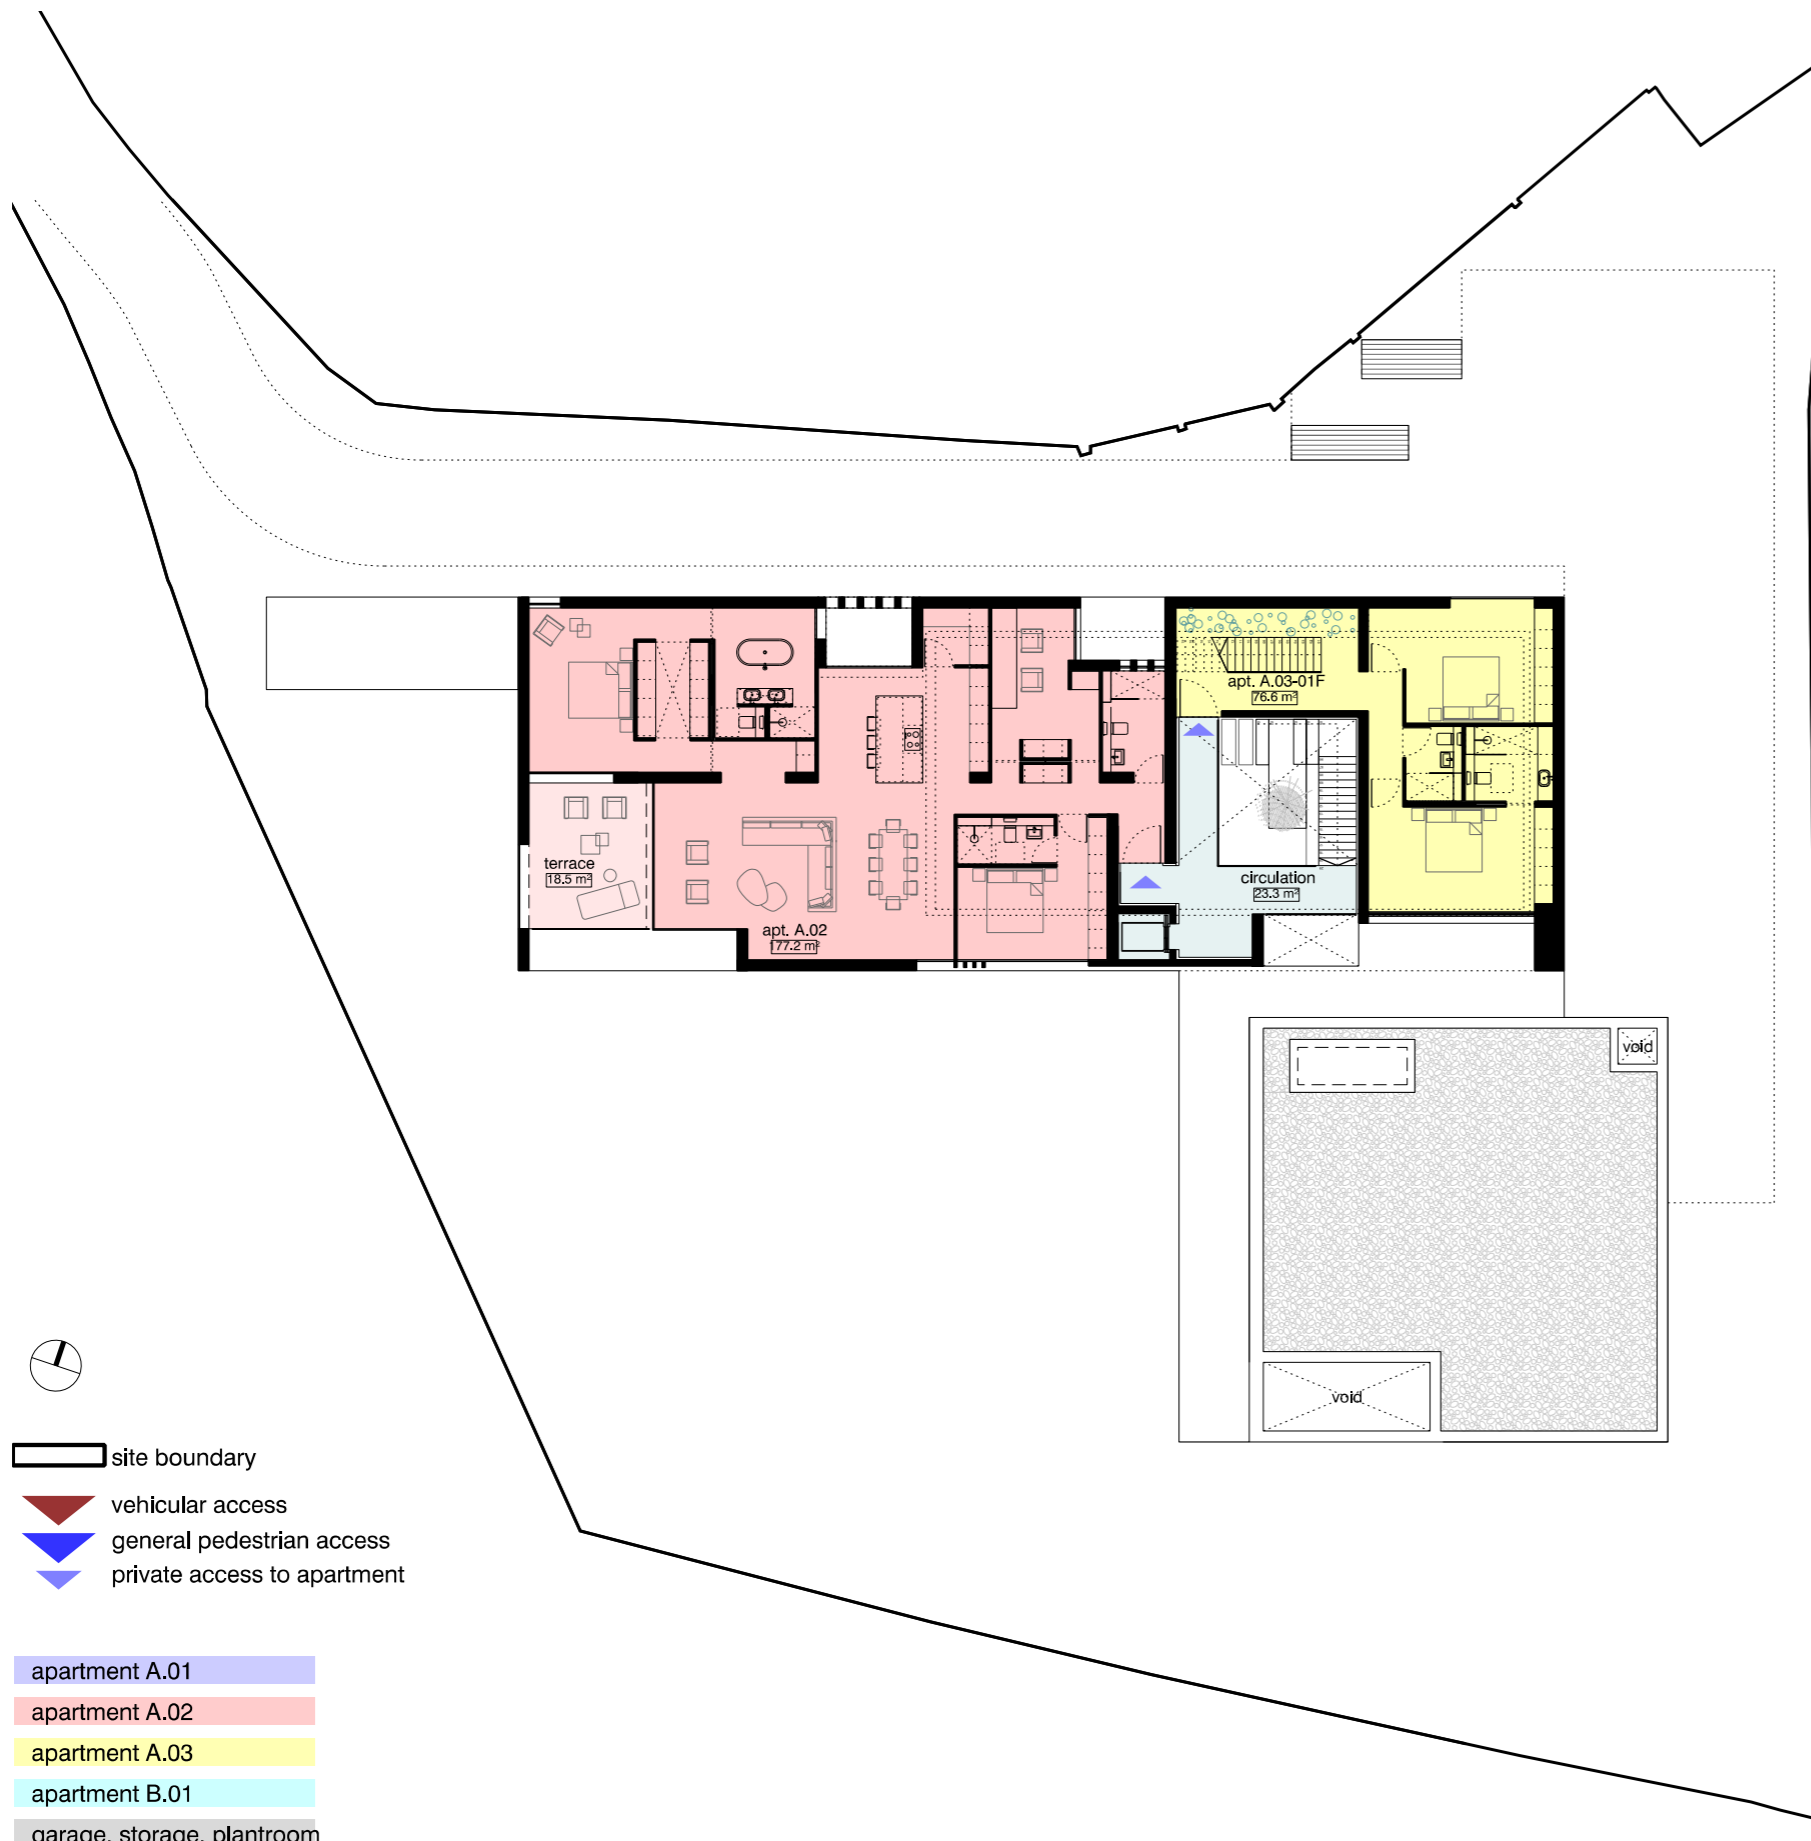 apt. A.03-01F
76.6 m²
terrace
18.5 m²
circulation
23.3 m²
apt. A.02
177.2 m²
void
void
site boundary
vehicular access
general pedestrian access
private access to apartment
apartment A.01
apartment A.02
apartment A.03
apartment B.01
garage, storage, plantroom